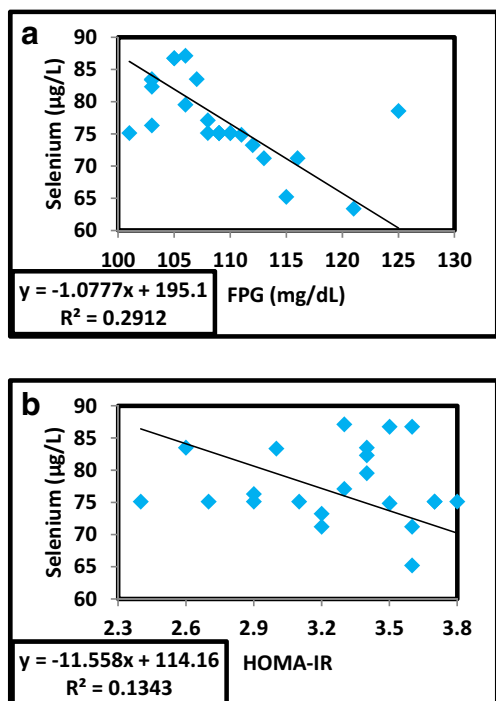 a
Selenium (µg/L)
90
85
80
75
70
65
60
100 105 110 115 120 125 130
FPG (mg/dL)
y = -1.0777x + 195.1
R² = 0.2912
b
Selenium (µg/L)
90
85
80
75
70
65
60
2.3 2.6 2.9 3.2 3.5 3.8
HOMA-IR
y = -11.558x + 114.16
R² = 0.1343